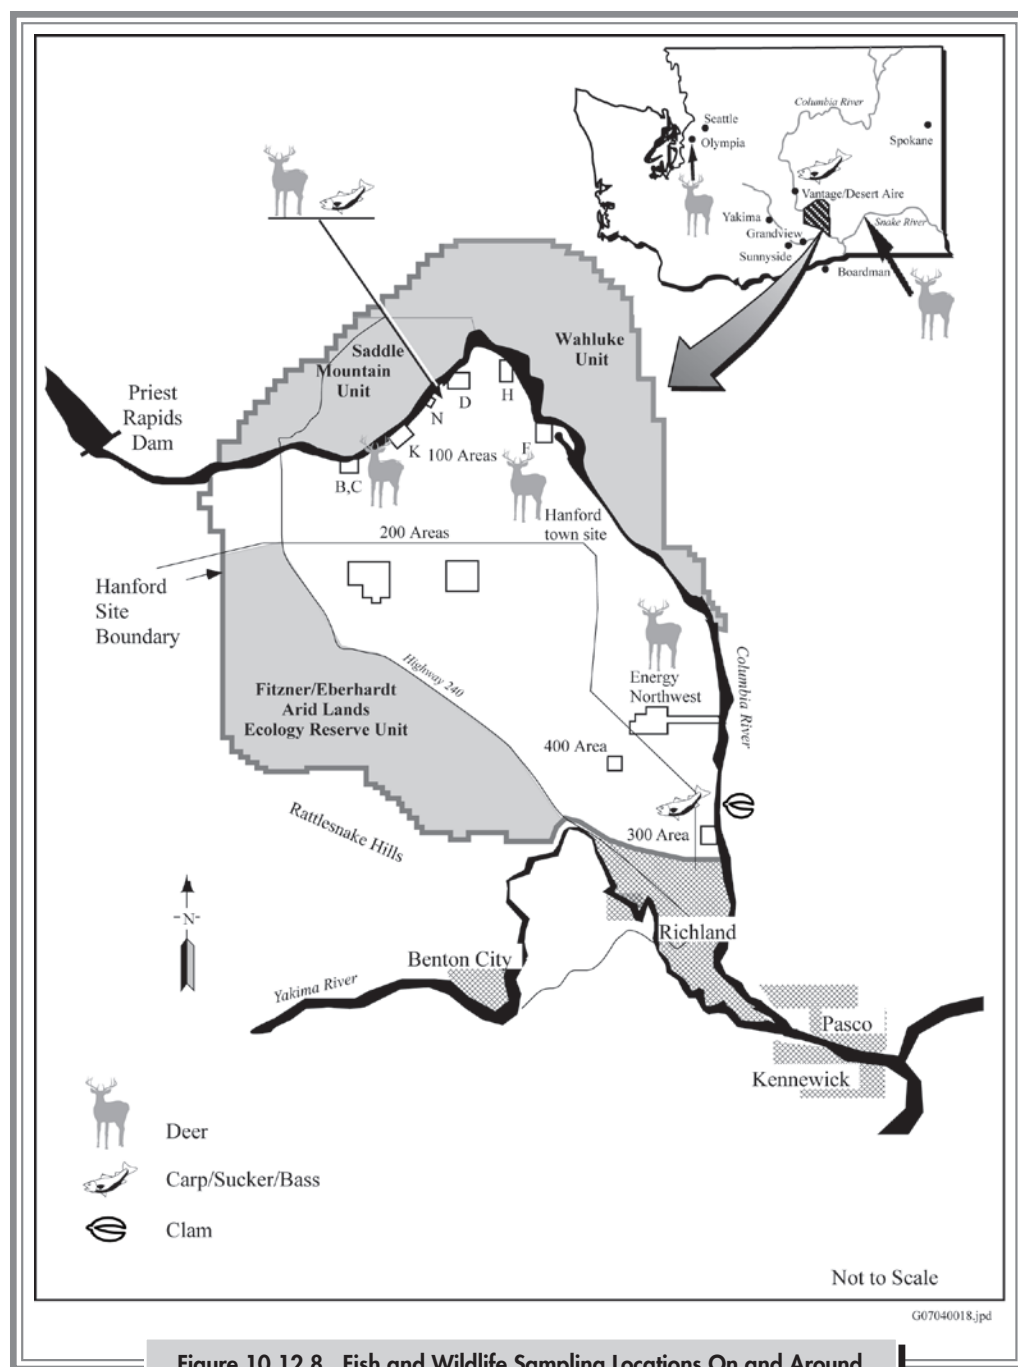 Columbia River
Seattle
Olympia
Spokane
Vantage/Desert Aire
Yakima
Snake River
Grandview
Sunnyside
Boardman
Wahluke
Unit
Saddle
Mountain
Unit
Priest
Rapids
Dam
D
H
N
K
100 Areas
F
B,C
Hanford
town site
200 Areas
Hanford
Site
Boundary
Highway 240
Energy
Northwest
Columbia River
Fitzner/Eberhardt
Arid Lands
Ecology Reserve Unit
400 Area
300 Area
Rattlesnake Hills
-N-
Richland
Benton City
Yakima River
Pasco
Kennewick
Deer
Carp/Sucker/Bass
Clam
Not to Scale
G07040018.jpd
Figure 10.12.8. Fish and Wildlife Sampling Locations On and Around